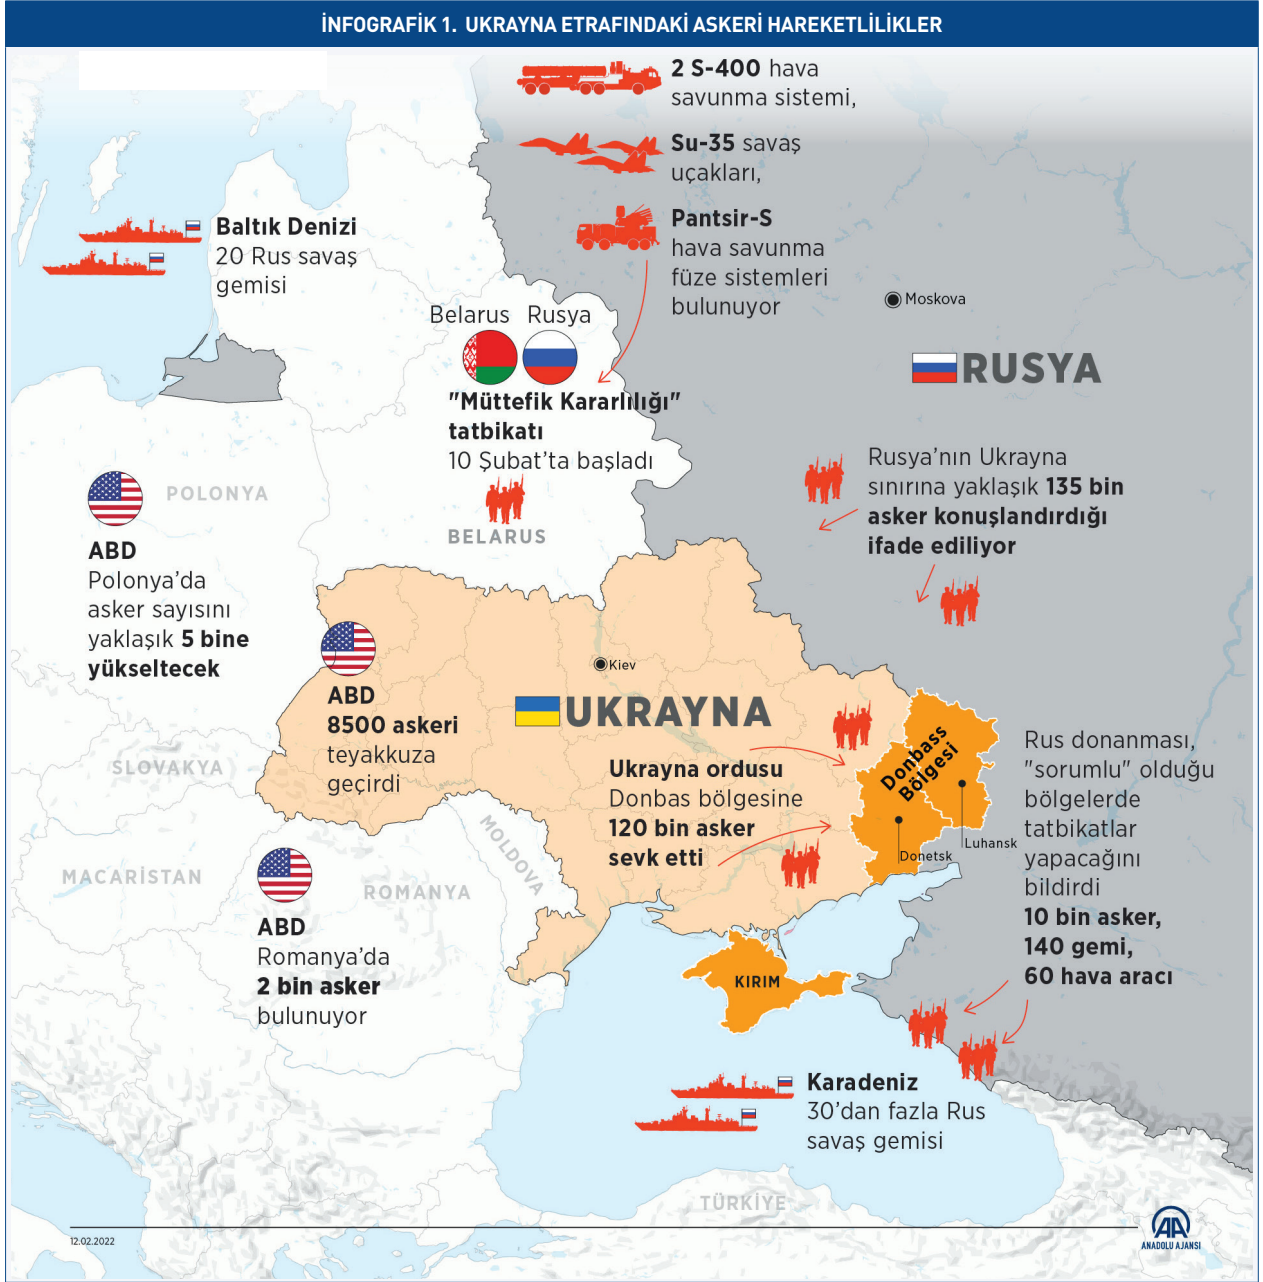 İNFOGRAFİK 1. UKRAYNA ETRAFINDAKİ ASKERİ HAREKETLİLİKLER
2 S-400 hava
savunma sistemi,
Su-35 savaş
uçakları,
Pantsir-S
hava savunma
füze sistemleri
bulunuyor
Baltık Denizi
20 Rus savaş
gemisi
Moskova
RUSYA
Belarus Rusya
"Müttefik Kararlılığı"
tatbikatı
10 Şubat’ta başladı
BELARUS
Rusya’nın Ukrayna
sınırına yaklaşık 135 bin
asker konuşlandırdığı
ifade ediliyor
POLONYA
ABD
Polonya’da
asker sayısını
yaklaşık 5 bine
yükseltecek
ABD
8500 askeri
teyakkuza
geçirdi
Kiev
UKRAYNA
Ukrayna ordusu
Donbas bölgesine
120 bin asker
sevk etti
Donbass
Bölgesi
Luhansk
Donetsk
Rus donanması,
"sorumlu" olduğu
bölgelerde
tatbikatlar
yapacağını
bildirdi
10 bin asker,
140 gemi,
60 hava aracı
SLOVAKYA
MACARİSTAN
MOLDOVA
ROMANYA
ABD
Romanya’da
2 bin asker
bulunuyor
KIRIM
Karadeniz
30’dan fazla Rus
savaş gemisi
TÜRKİYE
12.02.2022
AA
ANADOLU AJANSI